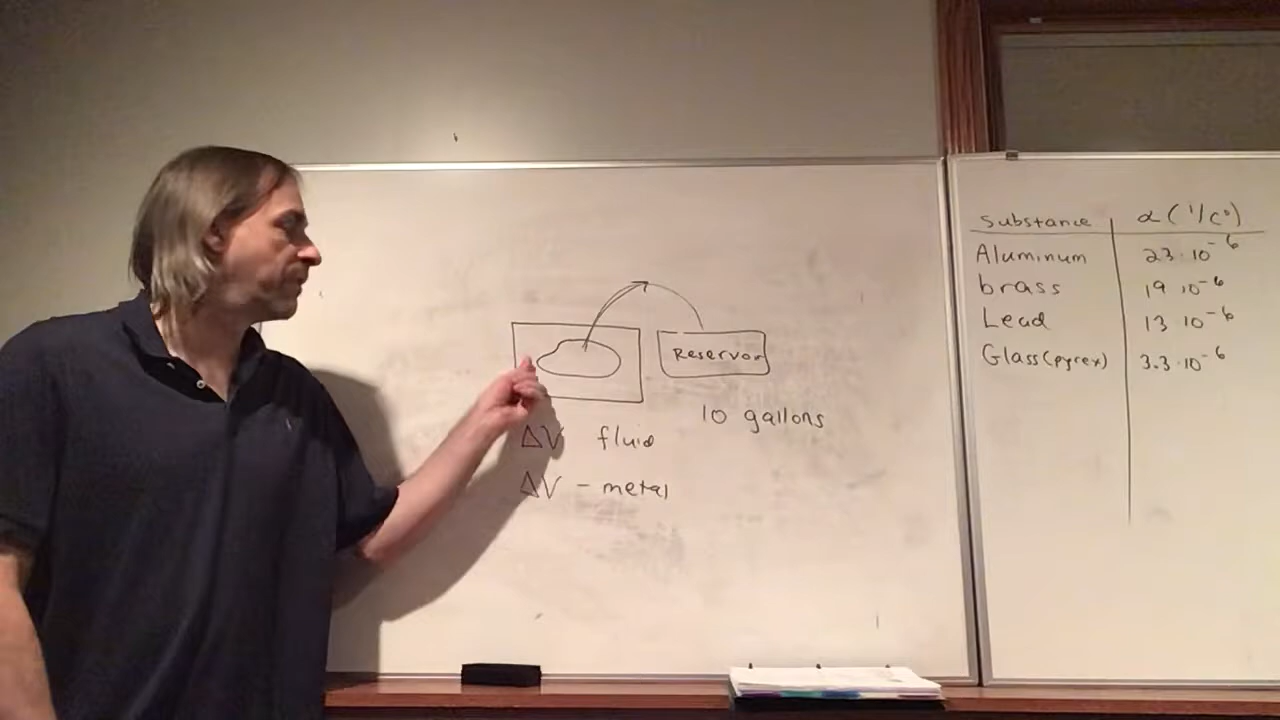 Reservoir
10 gallons
ΔV fluid
ΔV - metal
Substance α (1/C°)
Aluminum 23·10⁻⁶
brass 19·10⁻⁶
Lead 13·10⁻⁶
Glass (pyrex) 3.3·10⁻⁶